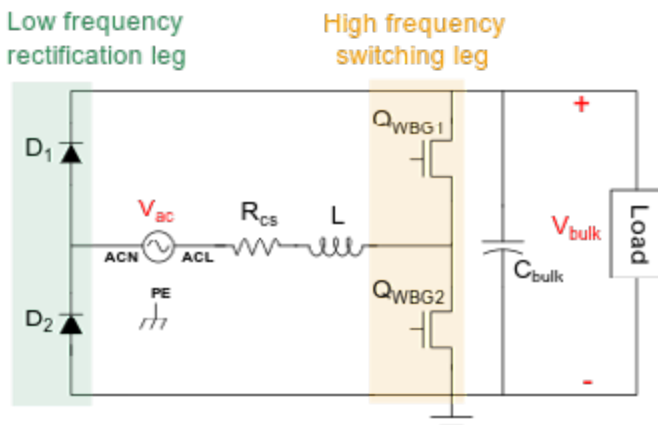 Low frequency
rectification leg
High frequency
switching leg
D1
QWBG1
Vac
Rcs
L
ACN
ACL
+
Vbulk
Load
Cbulk
PE
QWBG2
D2
-